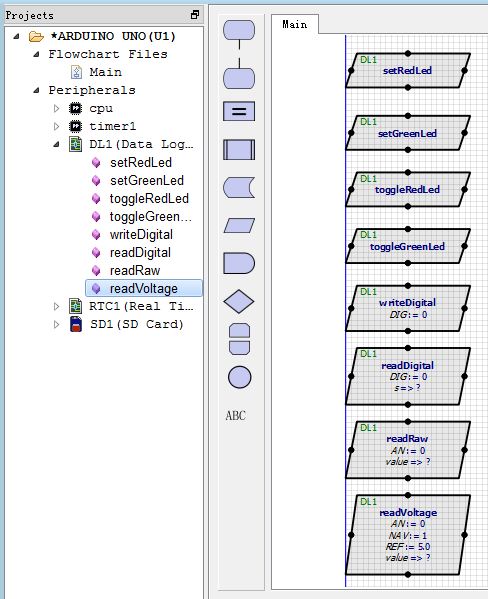 Projects
*ARDUINO UNO(U1)
Flowchart Files
Main
Peripherals
cpu
timer1
DL1(Data Log...
setRedLed
setGreenLed
toggleRedLed
toggleGreen...
writeDigital
readDigital
readRaw
readVoltage
RTC1(Real Ti...
SD1(SD Card)
ABC
Main
DL1
setRedLed
DL1
setGreenLed
DL1
toggleRedLed
DL1
toggleGreenLed
DL1
writeDigital
DIG:= 0
DL1
readDigital
DIG:= 0
s=> ?
DL1
readRaw
AN:= 0
value => ?
DL1
readVoltage
AN:= 0
NAV:= 1
REF:= 5.0
value => ?